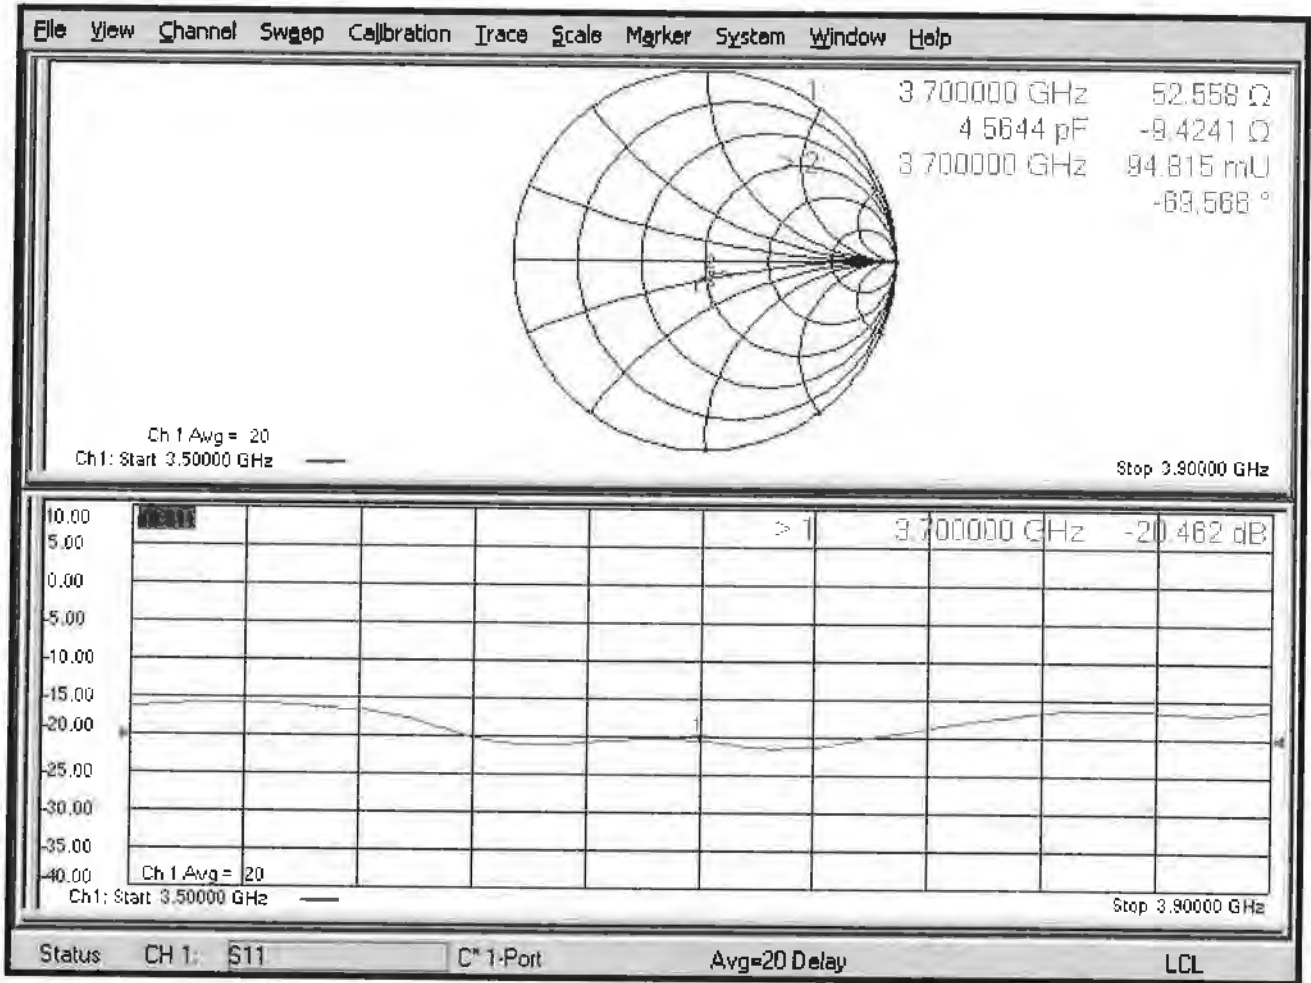 File View Channel Sweep Calibration Trace Scale Marker System Window Help
1: 3.700000 GHz 52.558 Ω
4.5644 pF -9.4241 Ω
> 2: 3.700000 GHz 94.815 mU
-69.568 °
Ch 1 Avg = 20
Ch1: Start 3.50000 GHz
Stop 3.90000 GHz
10.00
> 1: 3.700000 GHz -20.462 dB
5.00
0.00
-5.00
-10.00
-15.00
-20.00
1
-25.00
-30.00
-35.00
-40.00
Ch 1 Avg = 20
Ch1: Start 3.50000 GHz
Stop 3.90000 GHz
Status CH 1: S11 C* 1-Port Avg=20 Delay LCL